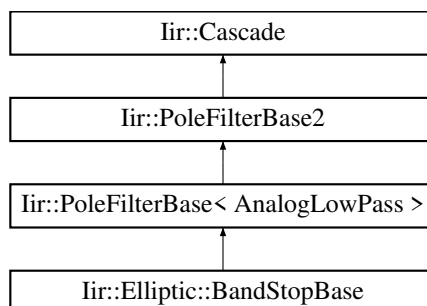 Iir::Cascade
Iir::PoleFilterBase2
Iir::PoleFilterBase< AnalogLowPass >
Iir::Elliptic::BandStopBase